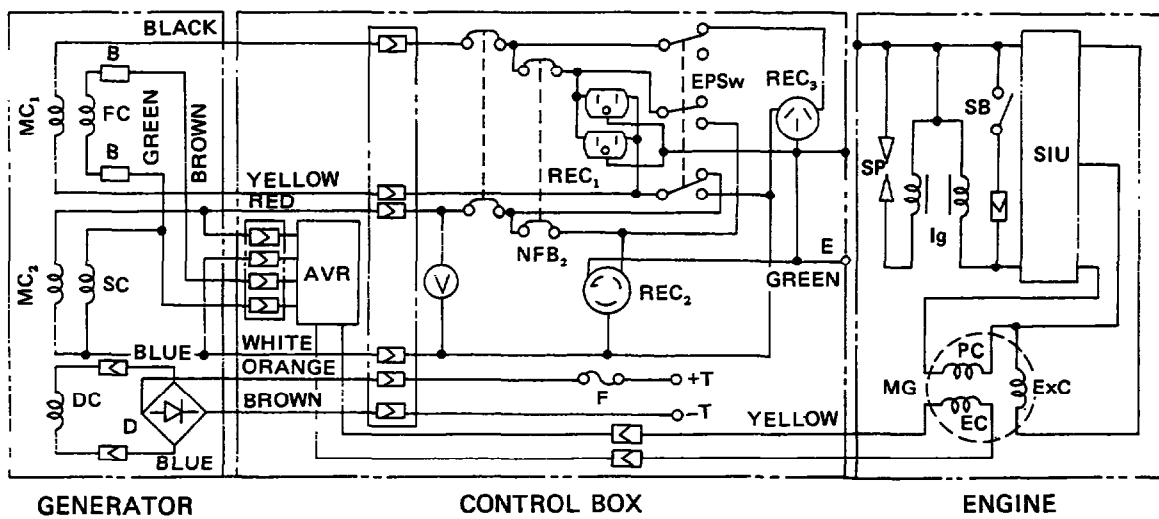 BLACK
B
MC₁
FC
GREEN
BROWN
B
EPSw
REC₃
REC₁
YELLOW
RED
NFB₂
MC₂
SC
AVR
V
REC₂
E
GREEN
WHITE
BLUE
ORANGE
BROWN
DC
D
BLUE
F
+T
−T
YELLOW
SB
SP
Ig
SIU
PC
MG
EC
ExC
GENERATOR
CONTROL BOX
ENGINE